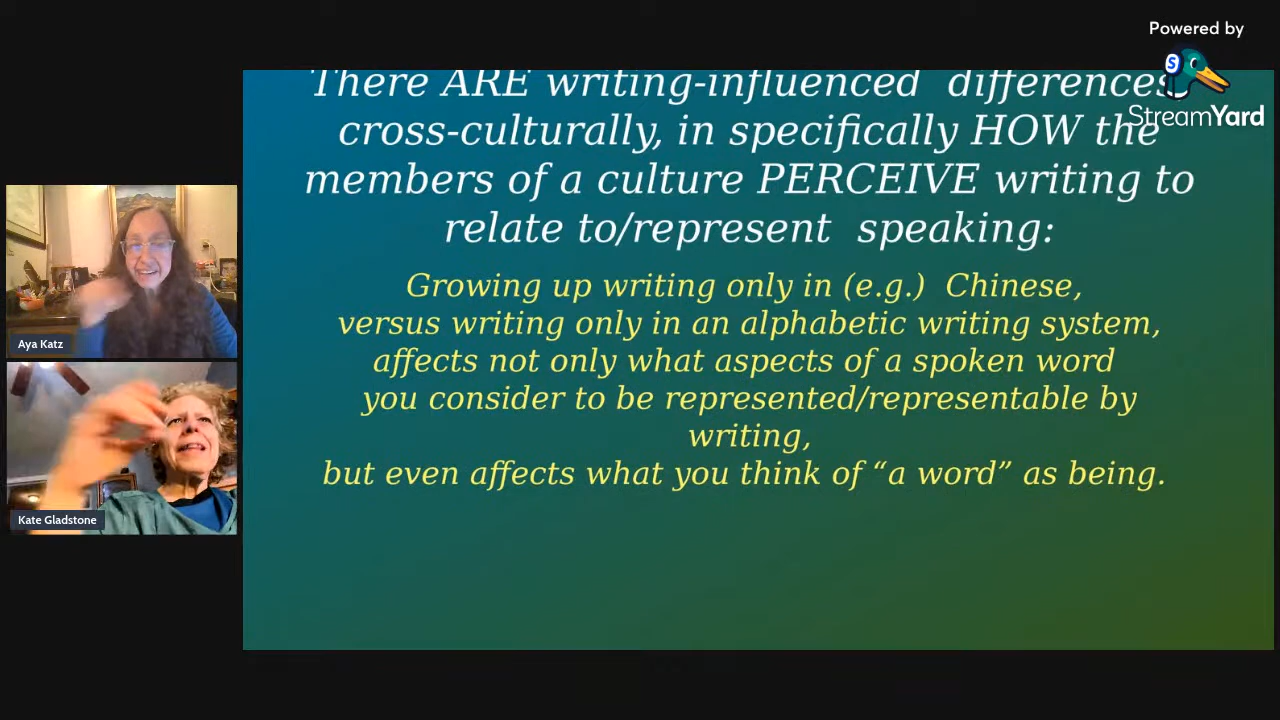 Powered by
StreamYard
There ARE writing-influenced differences,
cross-culturally, in specifically HOW the
members of a culture PERCEIVE writing to
relate to/represent speaking:
Growing up writing only in (e.g.) Chinese,
versus writing only in an alphabetic writing system,
affects not only what aspects of a spoken word
you consider to be represented/representable by
writing,
but even affects what you think of “a word” as being.
Aya Katz
Kate Gladstone